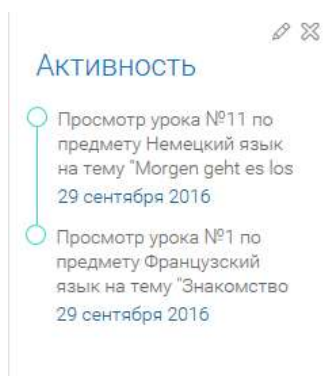 Активность
Просмотр урока №11 по
предмету Немецкий язык
на тему "Morgen geht es los
29 сентября 2016
Просмотр урока №1 по
предмету Французский
язык на тему "Знакомство
29 сентября 2016